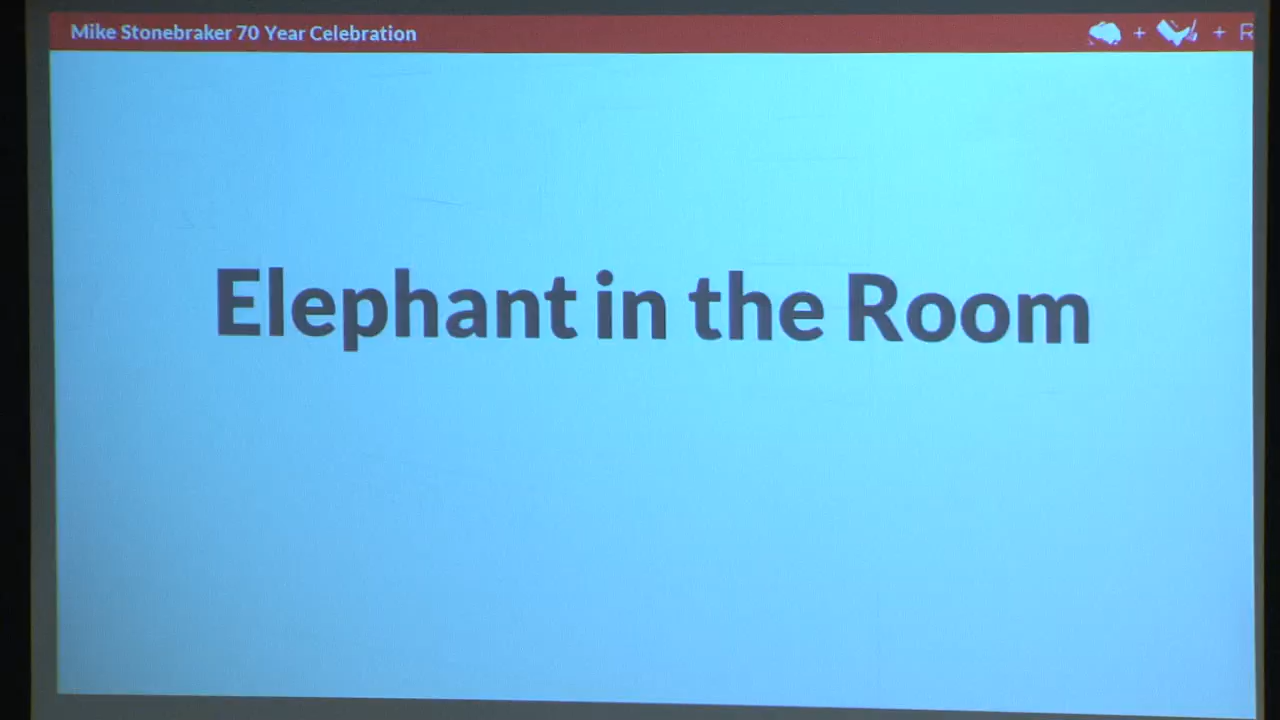 Mike Stonebraker 70 Year Celebration
+ + R
Elephant in the Room